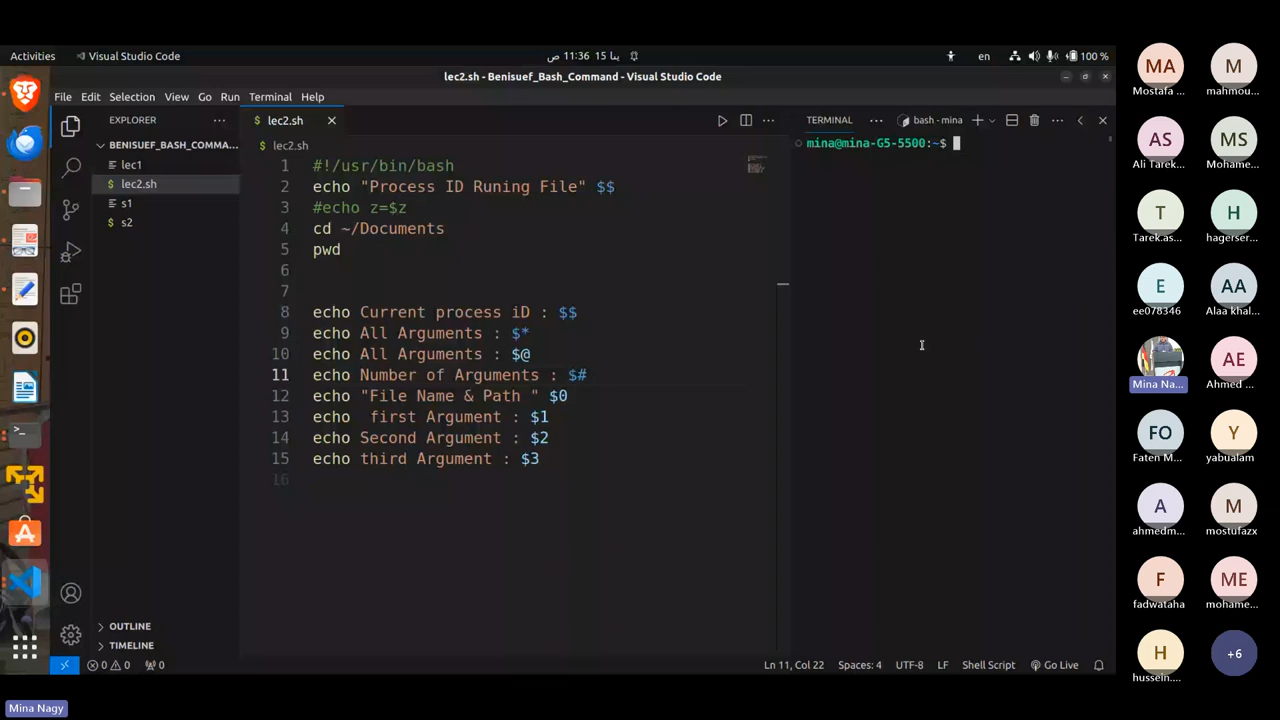 Activities
Visual Studio Code
ينا 15 11:36 ص
en
100 %
lec2.sh - Benisuef_Bash_Command - Visual Studio Code
File Edit Selection View Go Run Terminal Help
EXPLORER
BENISUEF_BASH_COMMA...
lec1
lec2.sh
s1
s2
OUTLINE
TIMELINE
lec2.sh
lec2.sh
1 #!/usr/bin/bash
2 echo "Process ID Runing File" $$
3 #echo z=$z
4 cd ~/Documents
5 pwd
6
7
8 echo Current process iD : $$
9 echo All Arguments : $*
10 echo All Arguments : $@
11 echo Number of Arguments : $#
12 echo "File Name & Path " $0
13 echo  first Argument : $1
14 echo Second Argument : $2
15 echo third Argument : $3
16
TERMINAL
bash - mina
mina@mina-G5-5500:~$
0 0 0
Ln 11, Col 22 Spaces: 4 UTF-8 LF Shell Script Go Live
MA M
Mostafa ... mahmou...
AS MS
Ali Tarek... Mohame...
T H
Tarek.as... hagerser...
E AA
ee078346 Alaa khal...
AE
Mina Na... Ahmed ...
FO Y
Faten M... yabualam
A M
ahmedm... mostufazx
F ME
fadwataha mohame...
H +6
hussein....
Mina Nagy